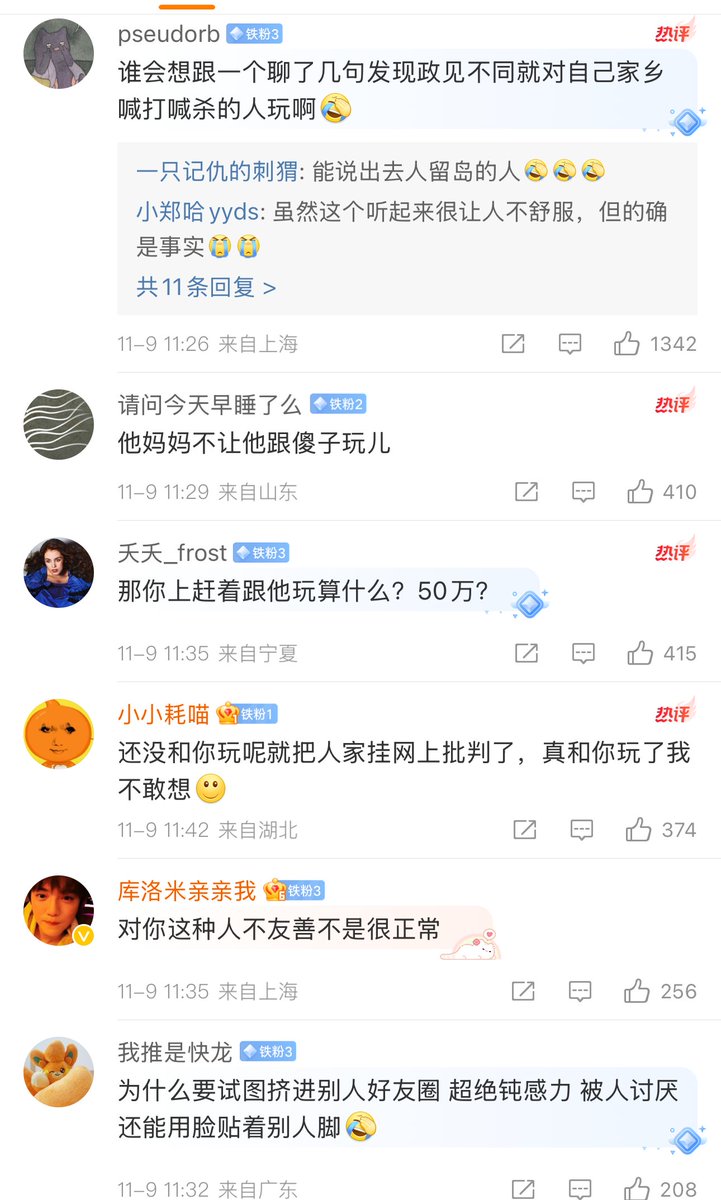 pseudorb 铁粉3 热评
谁会想跟一个聊了几句发现政见不同就对自己家乡
喊打喊杀的人玩啊🤣
一只记仇的刺猬: 能说出去人留岛的人🤣🤣🤣
小郑哈yyds: 虽然这个听起来很让人不舒服，但的确
是事实😭😭
共11条回复 >
11-9 11:26 来自上海 1342
请问今天早睡了么 铁粉2 热评
他妈妈不让他跟傻子玩儿
11-9 11:29 来自山东 410
夭夭_frost 铁粉3 热评
那你上赶着跟他玩算什么？50万？
11-9 11:35 来自宁夏 415
小小耗喵 铁粉1 热评
还没和你玩呢就把人家挂网上批判了，真和你玩了我
不敢想🙂
11-9 11:42 来自湖北 374
库洛米亲亲我 6 铁粉3
对你这种人不友善不是很正常
11-9 11:35 来自上海 256
我推是快龙 铁粉3
为什么要试图挤进别人好友圈 超绝钝感力 被人讨厌
还能用脸贴着别人脚🤣
11-9 11:32 来自广东 208